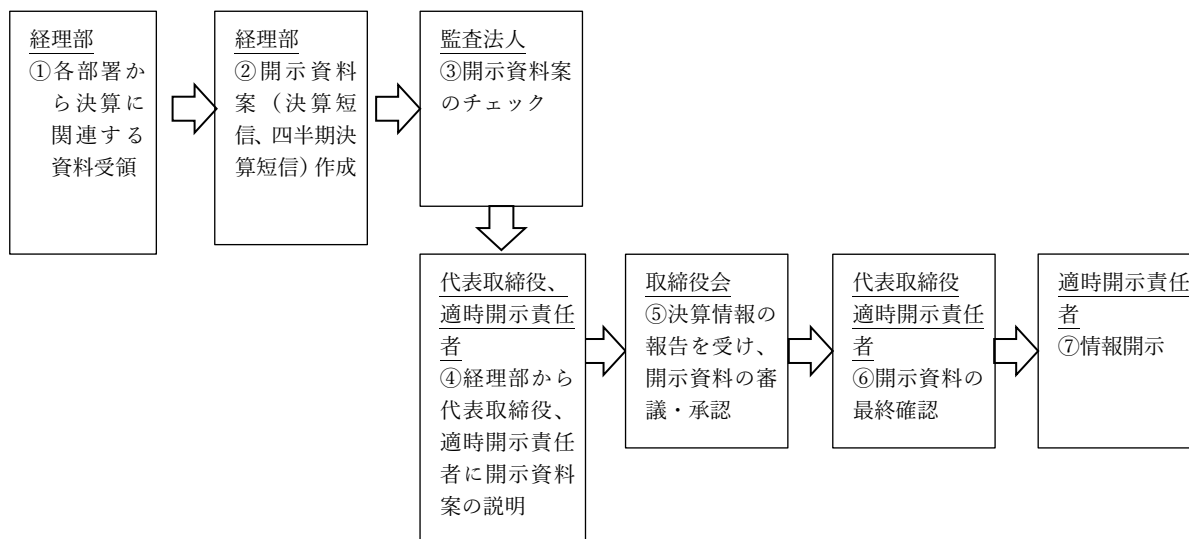 経理部
①各部署か
ら決算に
関連する
資料受領
経理部
②開示資料
案（決算短
信、四半期決
算短信）作成
監査法人
③開示資料案
のチェック
代表取締役、
適時開示責任
者
④経理部から
代表取締役、
適時開示責任
者に開示資料
案の説明
取締役会
⑤決算情報の
報告を受け、
開示資料の審
議・承認
代表取締役
適時開示責任
者
⑥開示資料の
最終確認
適時開示責任
者
⑦情報開示